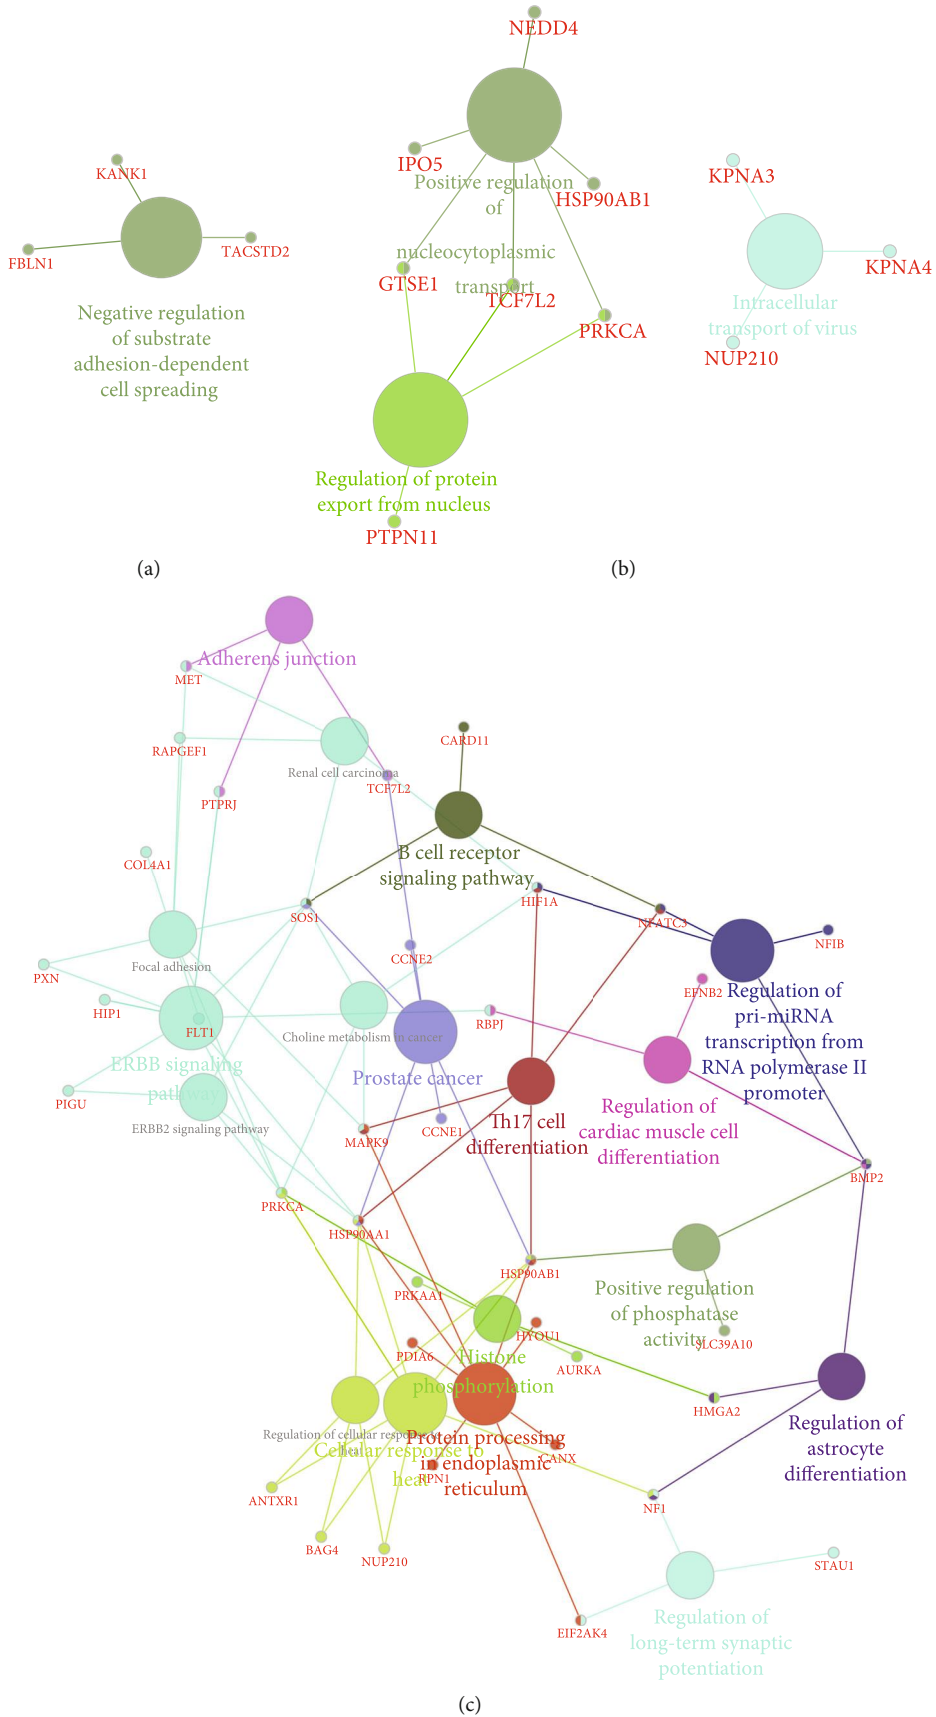 NEDD4
IPO5
Positive regulation
of
nucleocytoplasmic
transport
HSP90AB1
GTSE1
TCF7L2
PRKCA
KANK1
FBLN1
TACSTD2
Negative regulation
of substrate
adhesion-dependent
cell spreading
KPNA3
KPNA4
Intracellular
transport of virus
NUP210
Regulation of protein
export from nucleus
PTPN11
(a)
(b)
Adherens junction
MET
RAPGEF1
Renal cell carcinoma
TCF7L2
PTPRJ
CARD11
COL4A1
B cell receptor
signaling pathway
SOS1
HIF1A
NFATC3
NFIB
Focal adhesion
CCNE2
PXN
EFNB2
Regulation of
pri-miRNA
transcription from
RNA polymerase II
promoter
HIP1
FLT1
Choline metabolism in cancer
RBPJ
ERBB signaling
pathway
Prostate cancer
PIGU
ERBB2 signaling pathway
MAPK9
CCNE1
Th17 cell
differentiation
Regulation of
cardiac muscle cell
differentiation
BMP2
PRKCA
HSP90AA1
HSP90AB1
PRKAA1
Positive regulation
of phosphatase
activity
SLC39A10
HYOU1
PDIA6
Histone
phosphorylation
AURKA
HMGA2
Regulation of
astrocyte
differentiation
Regulation of cellular response to
heat
Cellular response to
heat
Protein processing
in endoplasmic
reticulum
CANX
RPN1
ANTXR1
NF1
BAG4
NUP210
STAU1
EIF2AK4
Regulation of
long-term synaptic
potentiation
(c)